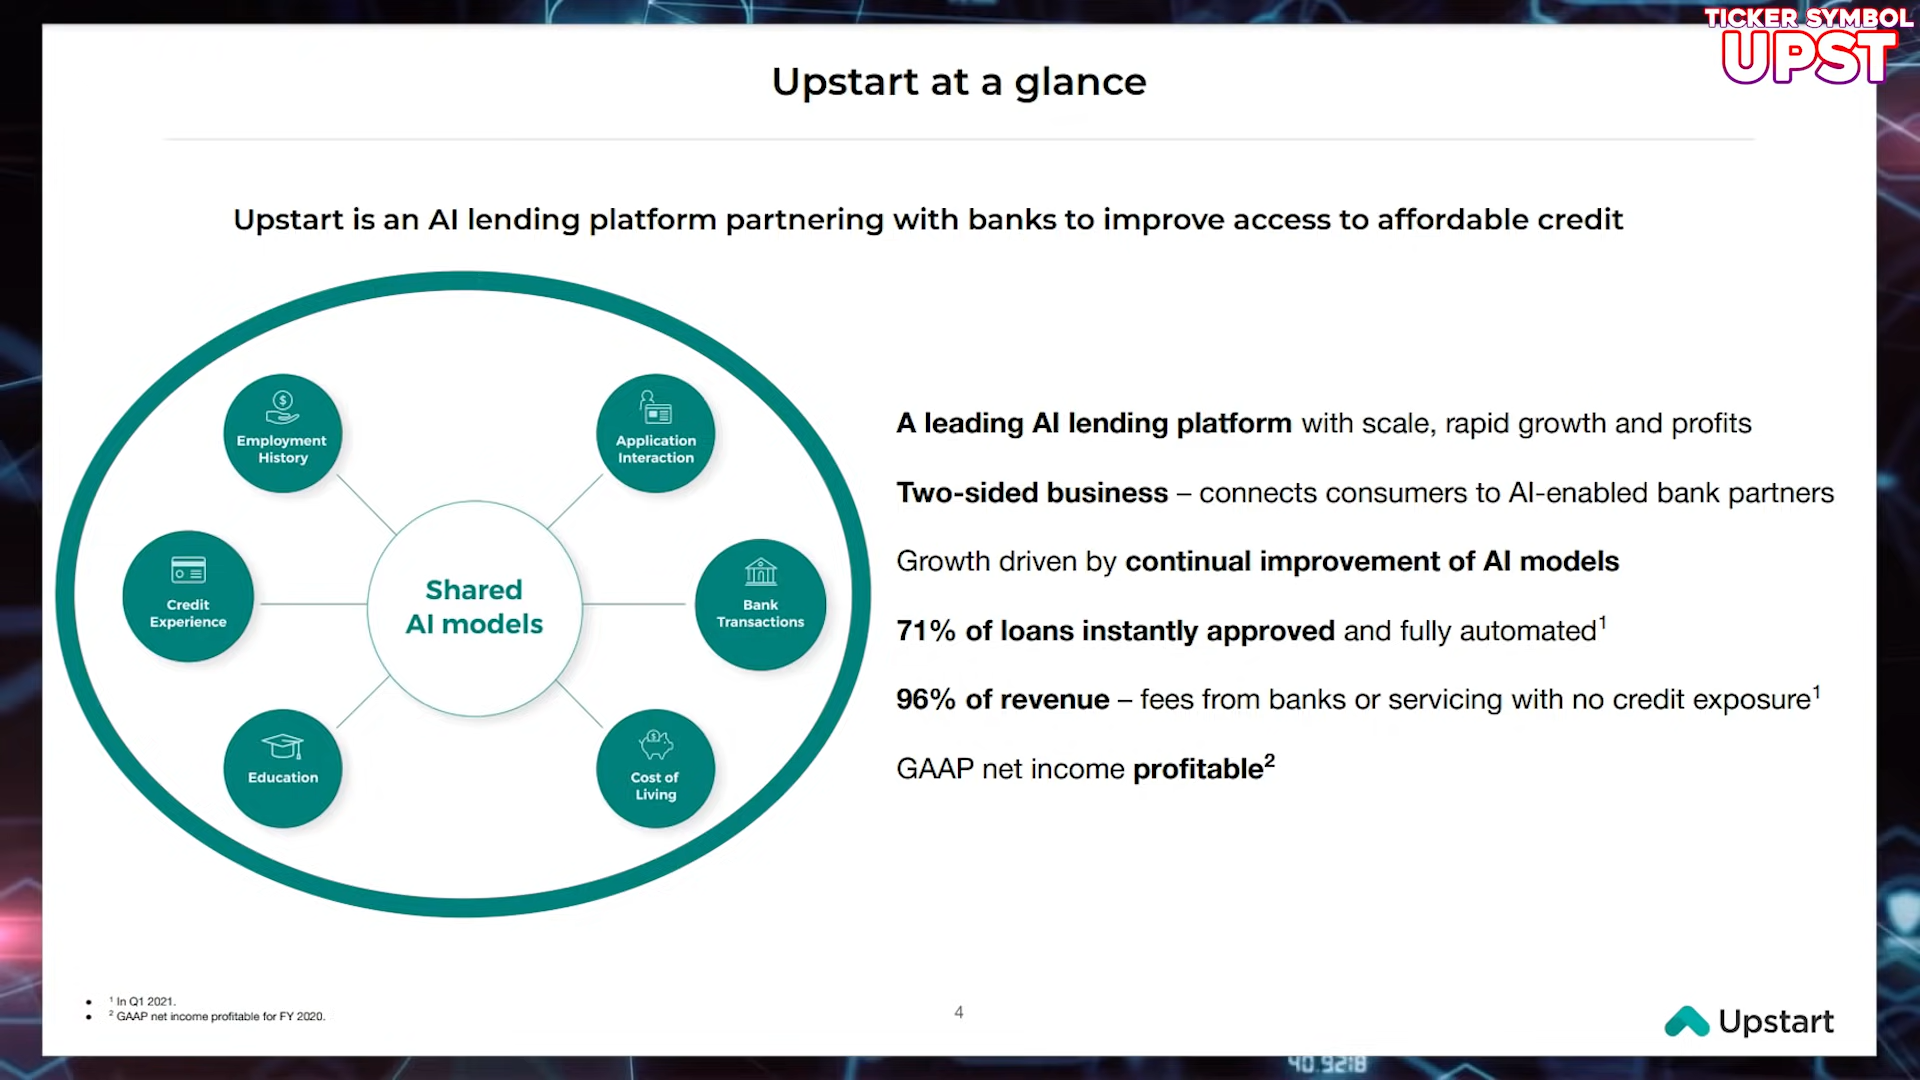 TICKER SYMBOL
UPST
Upstart at a glance
Upstart is an AI lending platform partnering with banks to improve access to affordable credit
Employment
History
Application
Interaction
Credit
Experience
Shared
AI models
Bank
Transactions
Education
Cost of
Living
A leading AI lending platform with scale, rapid growth and profits
Two-sided business – connects consumers to AI-enabled bank partners
Growth driven by continual improvement of AI models
71% of loans instantly approved and fully automated¹
96% of revenue – fees from banks or servicing with no credit exposure¹
GAAP net income profitable²
• ¹ In Q1 2021.
• ² GAAP net income profitable for FY 2020.
4
Upstart
40.9218